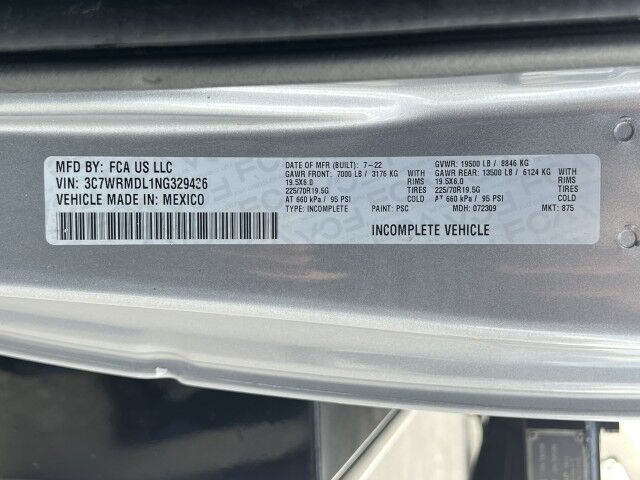 MFD BY: FCA US LLC
VIN: 3C7WRMDL1NG329436
VEHICLE MADE IN: MEXICO
DATE OF MFR (BUILT): 7-22
GAWR FRONT: 7000 LB / 3176 KG WITH
19.5X6.0 RIMS
225/70R19.5G TIRES
AT 660 kPa / 95 PSI COLD
TYPE: INCOMPLETE PAINT: PSC
GVWR: 19500 LB / 8846 KG
GAWR REAR: 13500 LB / 6124 KG WITH
19.5X6.0 RIMS
225/70R19.5G TIRES
AT 660 kPa / 95 PSI COLD
MDH: 072309 MKT: 875
INCOMPLETE VEHICLE